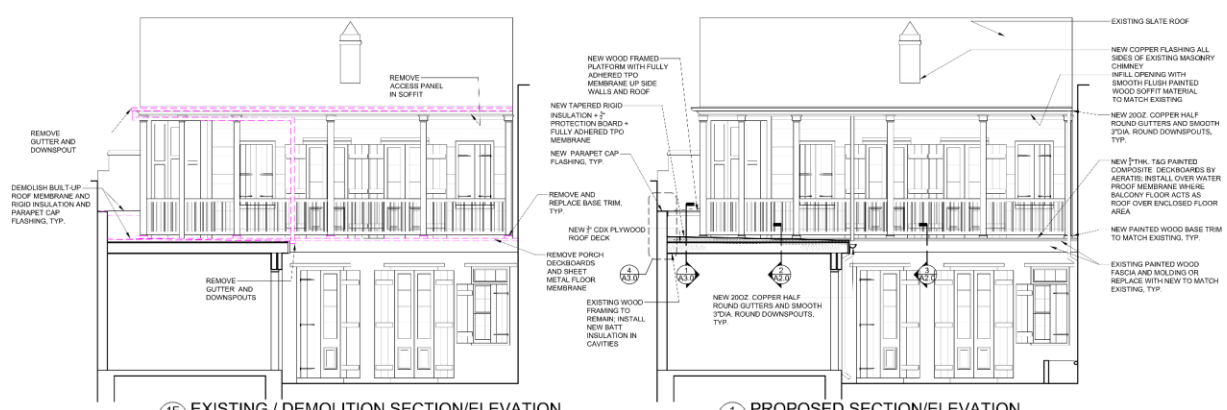 REMOVE
ACCESS PANEL
IN SOFFIT
REMOVE
GUTTER AND
DOWNSPOUT
DEMOLISH BUILT-UP
ROOF MEMBRANE AND
RIGID INSULATION AND
PARAPET CAP
FLASHING, TYP.
REMOVE
GUTTER AND
DOWNSPOUTS
REMOVE AND
REPLACE BASE TRIM,
TYP.
REMOVE PORCH
DECKBOARDS
AND SHEET
METAL FLOOR
MEMBRANE
1E EXISTING / DEMOLITION SECTION/ELEVATION
NEW WOOD FRAMED
PLATFORM WITH FULLY
ADHERED TPO
MEMBRANE UP SIDE
WALLS AND ROOF
NEW TAPERED RIGID
INSULATION +
PROTECTION BOARD +
FULLY ADHERED TPO
MEMBRANE
NEW PARAPET CAP
FLASHING, TYP.
NEW CDX PLYWOOD
ROOF DECK
4
A3.0
1
A3.0
2
A2.0
3
A2.0
EXISTING WOOD
FRAMING TO
REMAIN; INSTALL
NEW BATT
INSULATION IN
CAVITIES
NEW 20OZ. COPPER HALF
ROUND GUTTERS AND SMOOTH
3"DIA. ROUND DOWNSPOUTS,
TYP.
EXISTING SLATE ROOF
NEW COPPER FLASHING ALL
SIDES OF EXISTING MASONRY
CHIMNEY
INFILL OPENING WITH
SMOOTH FLUSH PAINTED
WOOD SOFFIT MATERIAL
TO MATCH EXISTING
NEW 20OZ. COPPER HALF
ROUND GUTTERS AND SMOOTH
3"DIA. ROUND DOWNSPOUTS,
TYP.
NEW THK. T&G PAINTED
COMPOSITE DECKBOARDS BY
AERATIS; INSTALL OVER WATER
PROOF MEMBRANE WHERE
BALCONY FLOOR ACTS AS
ROOF OVER ENCLOSED FLOOR
AREA
NEW PAINTED WOOD BASE TRIM
TO MATCH EXISTING, TYP.
EXISTING PAINTED WOOD
FASCIA AND MOLDING OR
REPLACE WITH NEW TO MATCH
EXISTING, TYP.
1 PROPOSED SECTION/ELEVATION